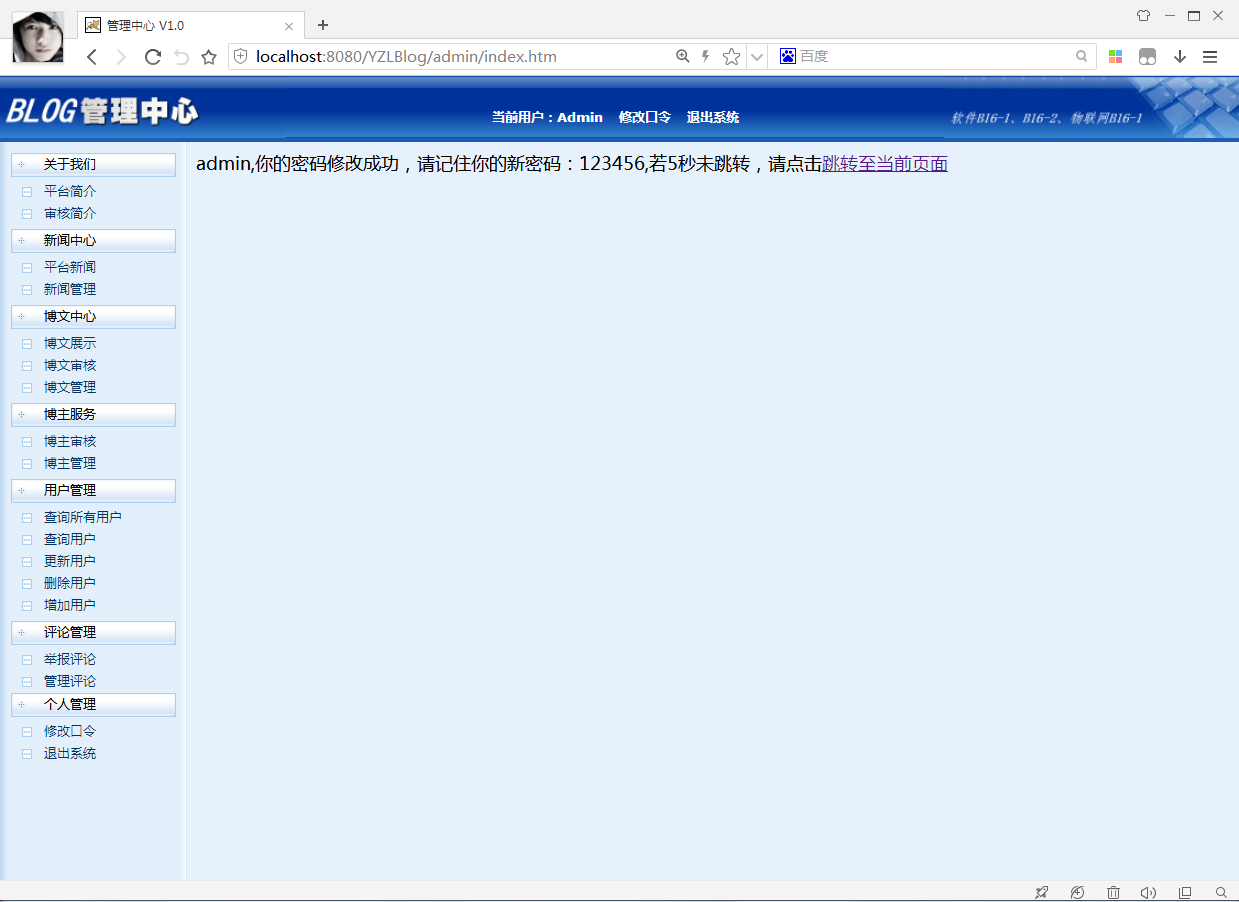 管理中心 V1.0
localhost:8080/YZLBlog/admin/index.htm
百度
BLOG管理中心
当前用户：Admin 修改口令 退出系统
软件B16-1、B16-2、物联网B16-1
关于我们
平台简介
审核简介
新闻中心
平台新闻
新闻管理
博文中心
博文展示
博文审核
博文管理
博主服务
博主审核
博主管理
用户管理
查询所有用户
查询用户
更新用户
删除用户
增加用户
评论管理
举报评论
管理评论
个人管理
修改口令
退出系统
admin,你的密码修改成功，请记住你的新密码：123456,若5秒未跳转，请点击跳转至当前页面